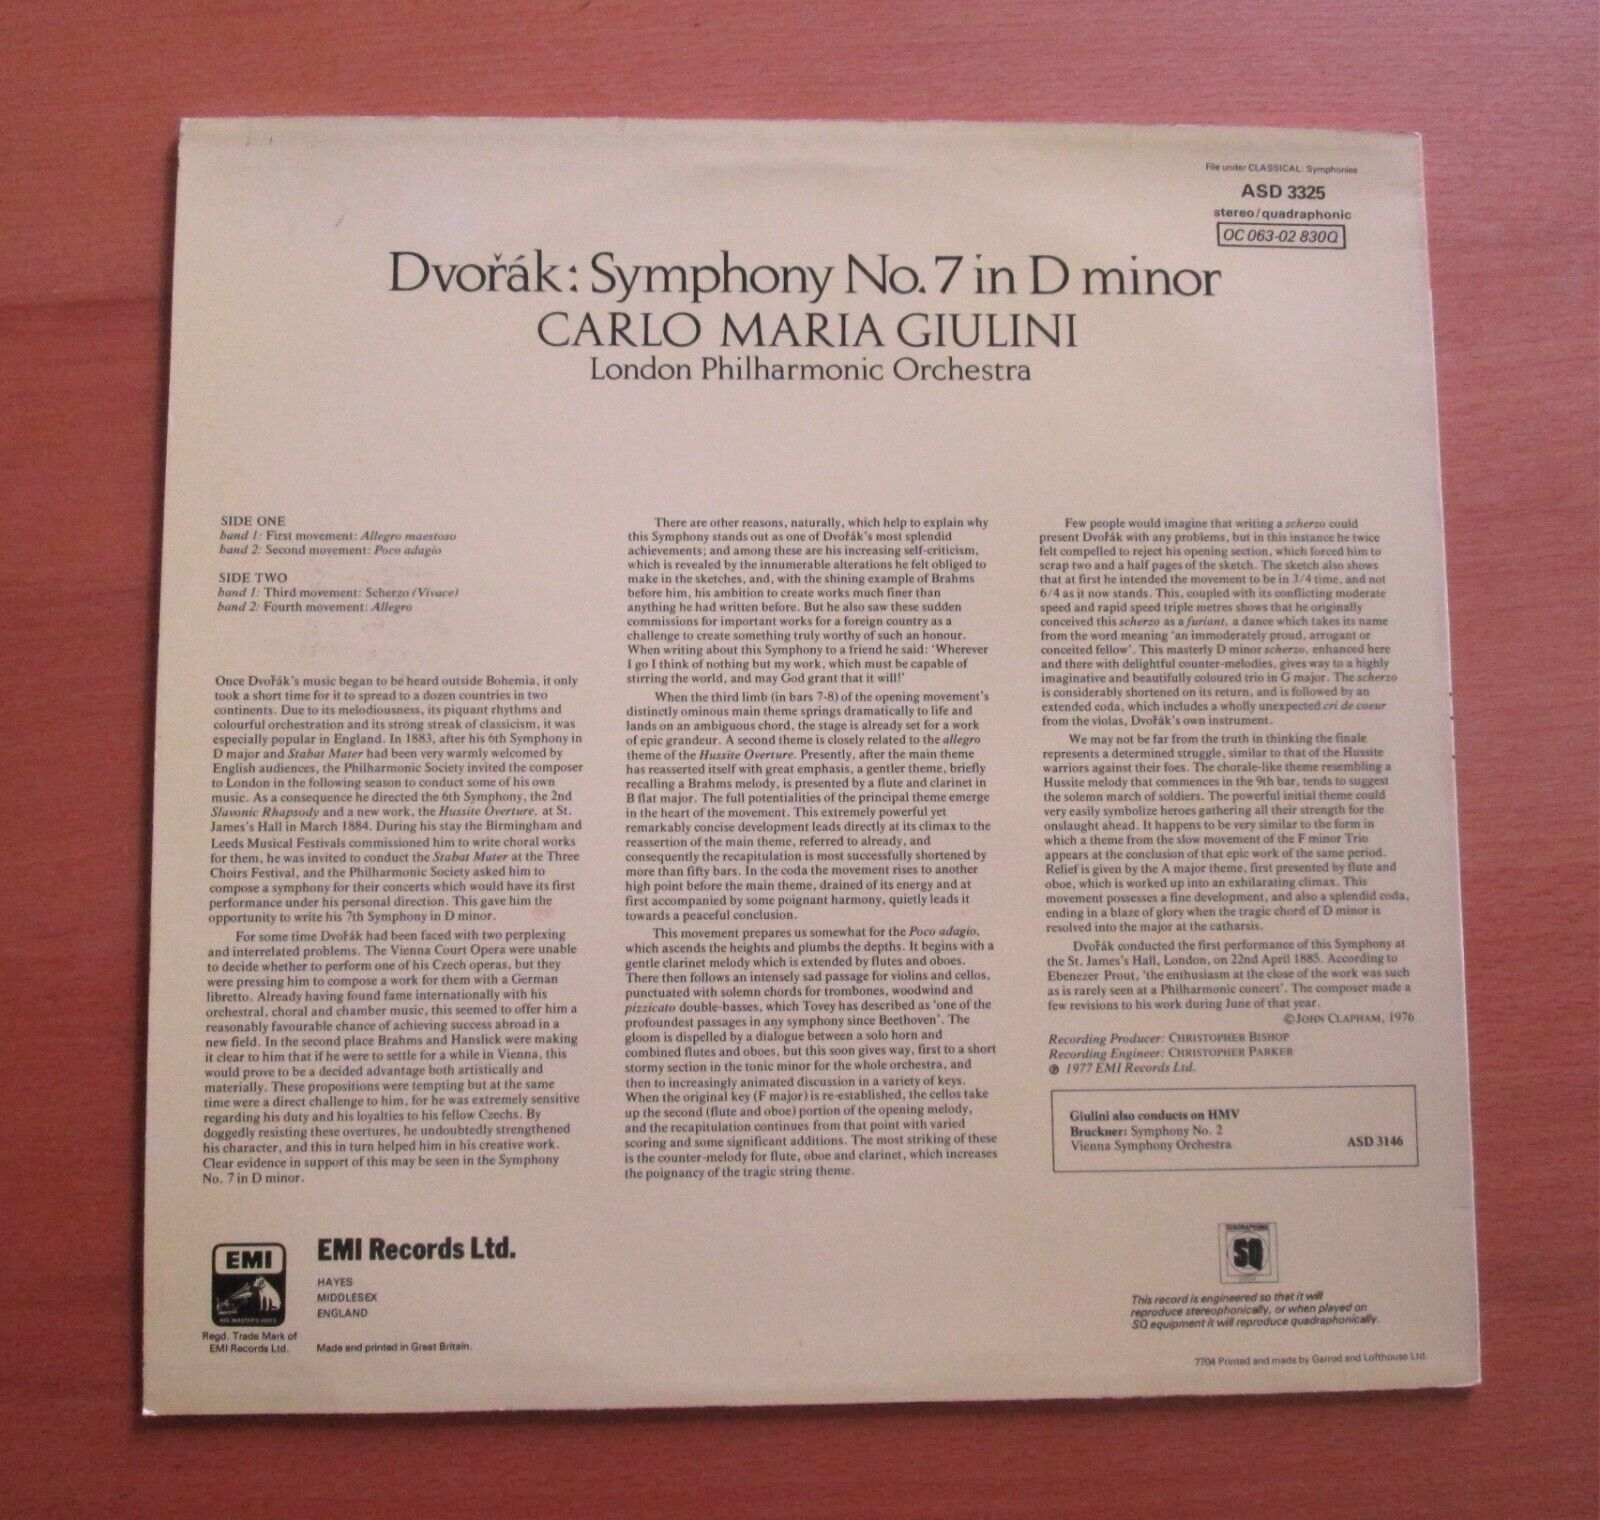 File under CLASSICAL: Symphonies
ASD 3325
stereo/quadraphonic
OC 063-02 830Q
Dvořák: Symphony No. 7 in D minor
CARLO MARIA GIULINI
London Philharmonic Orchestra
SIDE ONE
band 1: First movement: Allegro maestoso
band 2: Second movement: Poco adagio
SIDE TWO
band 1: Third movement: Scherzo (Vivace)
band 2: Fourth movement: Allegro
Once Dvořák's music began to be heard outside Bohemia, it only
took a short time for it to spread to a dozen countries in two
continents. Due to its melodiousness, its piquant rhythms and
colourful orchestration and its strong streak of classicism, it was
especially popular in England. In 1883, after his 6th Symphony in
D major and Stabat Mater had been very warmly welcomed by
English audiences, the Philharmonic Society invited the composer
to London in the following season to conduct some of his own
music. As a consequence he directed the 6th Symphony, the 2nd
Slavonic Rhapsody and a new work, the Hussite Overture, at St.
James's Hall in March 1884. During his stay the Birmingham and
Leeds Musical Festivals commissioned him to write choral works
for them, he was invited to conduct the Stabat Mater at the Three
Choirs Festival, and the Philharmonic Society asked him to
compose a symphony for their concerts which would have its first
performance under his personal direction. This gave him the
opportunity to write his 7th Symphony in D minor.
For some time Dvořák had been faced with two perplexing
and interrelated problems. The Vienna Court Opera were unable
to decide whether to perform one of his Czech operas, but they
were pressing him to compose a work for them with a German
libretto. Already having found fame internationally with his
orchestral, choral and chamber music, this seemed to offer him a
reasonably favourable chance of achieving success abroad in a
new field. In the second place Brahms and Hanslick were making
it clear to him that if he were to settle for a while in Vienna, this
would prove to be a decided advantage both artistically and
materially. These propositions were tempting but at the same
time were a direct challenge to him, for he was extremely sensitive
regarding his duty and his loyalties to his fellow Czechs. By
doggedly resisting these overtures, he undoubtedly strengthened
his character, and this in turn helped him in his creative work.
Clear evidence in support of this may be seen in the Symphony
No. 7 in D minor.
There are other reasons, naturally, which help to explain why
this Symphony stands out as one of Dvořák's most splendid
achievements; and among these are his increasing self-criticism,
which is revealed by the innumerable alterations he felt obliged to
make in the sketches, and, with the shining example of Brahms
before him, his ambition to create works much finer than
anything he had written before. But he also saw these sudden
commissions for important works for a foreign country as a
challenge to create something truly worthy of such an honour.
When writing about this Symphony to a friend he said: 'Wherever
I go I think of nothing but my work, which must be capable of
stirring the world, and may God grant that it will!'
When the third limb (in bars 7-8) of the opening movement's
distinctly ominous main theme springs dramatically to life and
lands on an ambiguous chord, the stage is already set for a work
of epic grandeur. A second theme is closely related to the allegro
theme of the Hussite Overture. Presently, after the main theme
has reasserted itself with great emphasis, a gentler theme, briefly
recalling a Brahms melody, is presented by a flute and clarinet in
B flat major. The full potentialities of the principal theme emerge
in the heart of the movement. This extremely powerful yet
remarkably concise development leads directly at its climax to the
reassertion of the main theme, referred to already, and
consequently the recapitulation is most successfully shortened by
more than fifty bars. In the coda the movement rises to another
high point before the main theme, drained of its energy and at
first accompanied by some poignant harmony, quietly leads it
towards a peaceful conclusion.
This movement prepares us somewhat for the Poco adagio,
which ascends the heights and plumbs the depths. It begins with a
gentle clarinet melody which is extended by flutes and oboes.
There then follows an intensely sad passage for violins and cellos,
punctuated with solemn chords for trombones, woodwind and
pizzicato double-basses, which Tovey has described as 'one of the
profoundest passages in any symphony since Beethoven'. The
gloom is dispelled by a dialogue between a solo horn and
combined flutes and oboes, but this soon gives way, first to a short
stormy section in the tonic minor for the whole orchestra, and
then to increasingly animated discussion in a variety of keys.
When the original key (F major) is re-established, the cellos take
up the second (flute and oboe) portion of the opening melody,
and the recapitulation continues from that point with varied
scoring and some significant additions. The most striking of these
is the counter-melody for flute, oboe and clarinet, which increases
the poignancy of the tragic string theme.
Few people would imagine that writing a scherzo could
present Dvořák with any problems, but in this instance he twice
felt compelled to reject his opening section, which forced him to
scrap two and a half pages of the sketch. The sketch also shows
that at first he intended the movement to be in 3/4 time, and not
6/4 as it now stands. This, coupled with its conflicting moderate
speed and rapid speed triple metres shows that he originally
conceived this scherzo as a furiant, a dance which takes its name
from the word meaning 'an immoderately proud, arrogant or
conceited fellow'. This masterly D minor scherzo, enhanced here
and there with delightful counter-melodies, gives way to a highly
imaginative and beautifully coloured trio in G major. The scherzo
is considerably shortened on its return, and is followed by an
extended coda, which includes a wholly unexpected cri de coeur
from the violas, Dvořák's own instrument.
We may not be far from the truth in thinking the finale
represents a determined struggle, similar to that of the Hussite
warriors against their foes. The chorale-like theme resembling a
Hussite melody that commences in the 9th bar, tends to suggest
the solemn march of soldiers. The powerful initial theme could
very easily symbolize heroes gathering all their strength for the
onslaught ahead. It happens to be very similar to the form in
which a theme from the slow movement of the F minor Trio
appears at the conclusion of that epic work of the same period.
Relief is given by the A major theme, first presented by flute and
oboe, which is worked up into an exhilarating climax. This
movement possesses a fine development, and also a splendid coda,
ending in a blaze of glory when the tragic chord of D minor is
resolved into the major at the catharsis.
Dvořák conducted the first performance of this Symphony at
the St. James's Hall, London, on 22nd April 1885. According to
Ebenezer Prout, 'the enthusiasm at the close of the work was such
as is rarely seen at a Philharmonic concert'. The composer made a
few revisions to his work during June of that year.
© JOHN CLAPHAM, 1976
Recording Producer: CHRISTOPHER BISHOP
Recording Engineer: CHRISTOPHER PARKER
℗ 1977 EMI Records Ltd.
Giulini also conducts on HMV
Bruckner: Symphony No. 2
Vienna Symphony Orchestra ASD 3146
EMI
HIS MASTER'S VOICE
Regd. Trade Mark of
EMI Records Ltd.
EMI Records Ltd.
HAYES
MIDDLESEX
ENGLAND
Made and printed in Great Britain.
QUADRAPHONIC
SQ
This record is engineered so that it will
reproduce stereophonically, or when played on
SQ equipment it will reproduce quadraphonically.
7704 Printed and made by Garrod and Lofthouse Ltd.